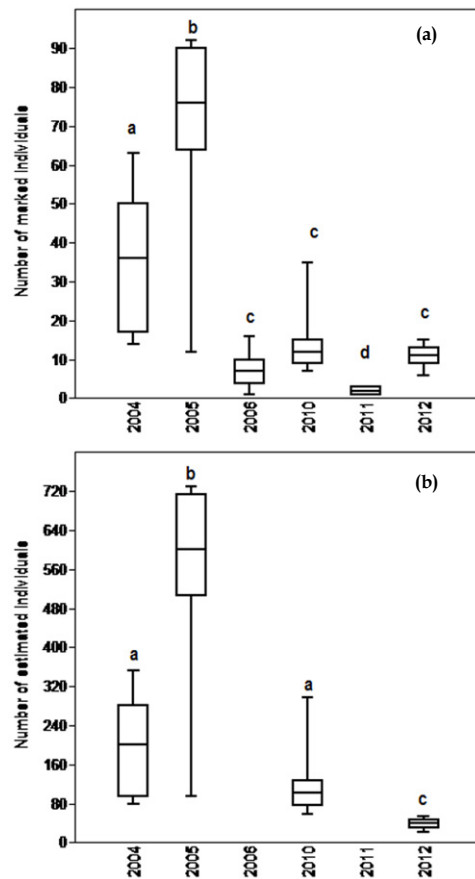 (a)
Number of marked individuals
90
80
70
60
50
40
30
20
10
0
a
b
c
c
d
c
2004
2005
2006
2010
2011
2012
(b)
Number of estimated individuals
720
640
560
480
400
320
240
160
80
0
a
b
a
c
2004
2005
2006
2010
2011
2012